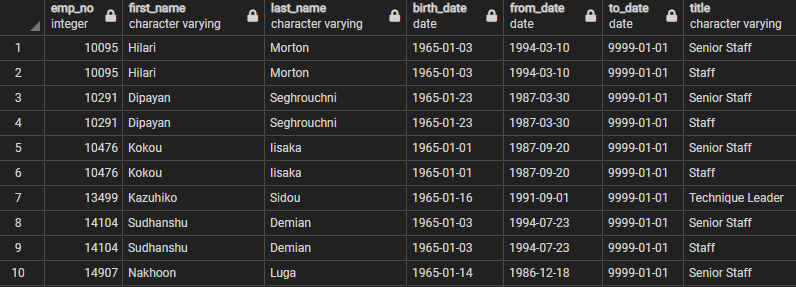 emp_no first_name last_name birth_date from_date to_date title
integer character varying character varying date date date character varying
1 10095 Hilari Morton 1965-01-03 1994-03-10 9999-01-01 Senior Staff
2 10095 Hilari Morton 1965-01-03 1994-03-10 9999-01-01 Staff
3 10291 Dipayan Seghrouchni 1965-01-23 1987-03-30 9999-01-01 Senior Staff
4 10291 Dipayan Seghrouchni 1965-01-23 1987-03-30 9999-01-01 Staff
5 10476 Kokou Iisaka 1965-01-01 1987-09-20 9999-01-01 Senior Staff
6 10476 Kokou Iisaka 1965-01-01 1987-09-20 9999-01-01 Staff
7 13499 Kazuhiko Sidou 1965-01-16 1991-09-01 9999-01-01 Technique Leader
8 14104 Sudhanshu Demian 1965-01-03 1994-07-23 9999-01-01 Senior Staff
9 14104 Sudhanshu Demian 1965-01-03 1994-07-23 9999-01-01 Staff
10 14907 Nakhoon Luga 1965-01-14 1986-12-18 9999-01-01 Senior Staff